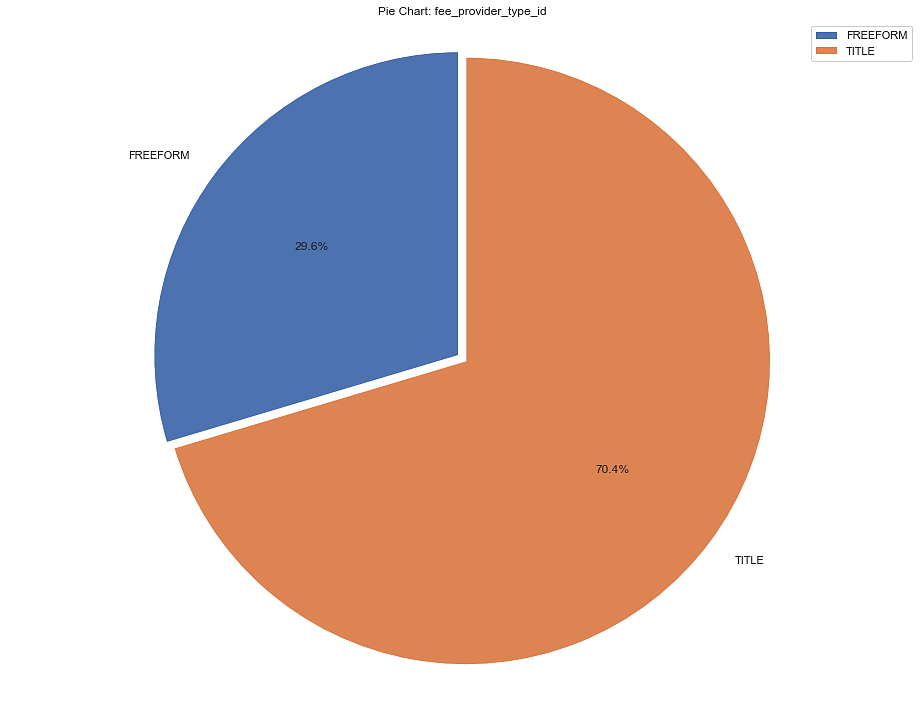 Pie Chart: fee_provider_type_id
FREEFORM
TITLE
FREEFORM
29.6%
70.4%
TITLE